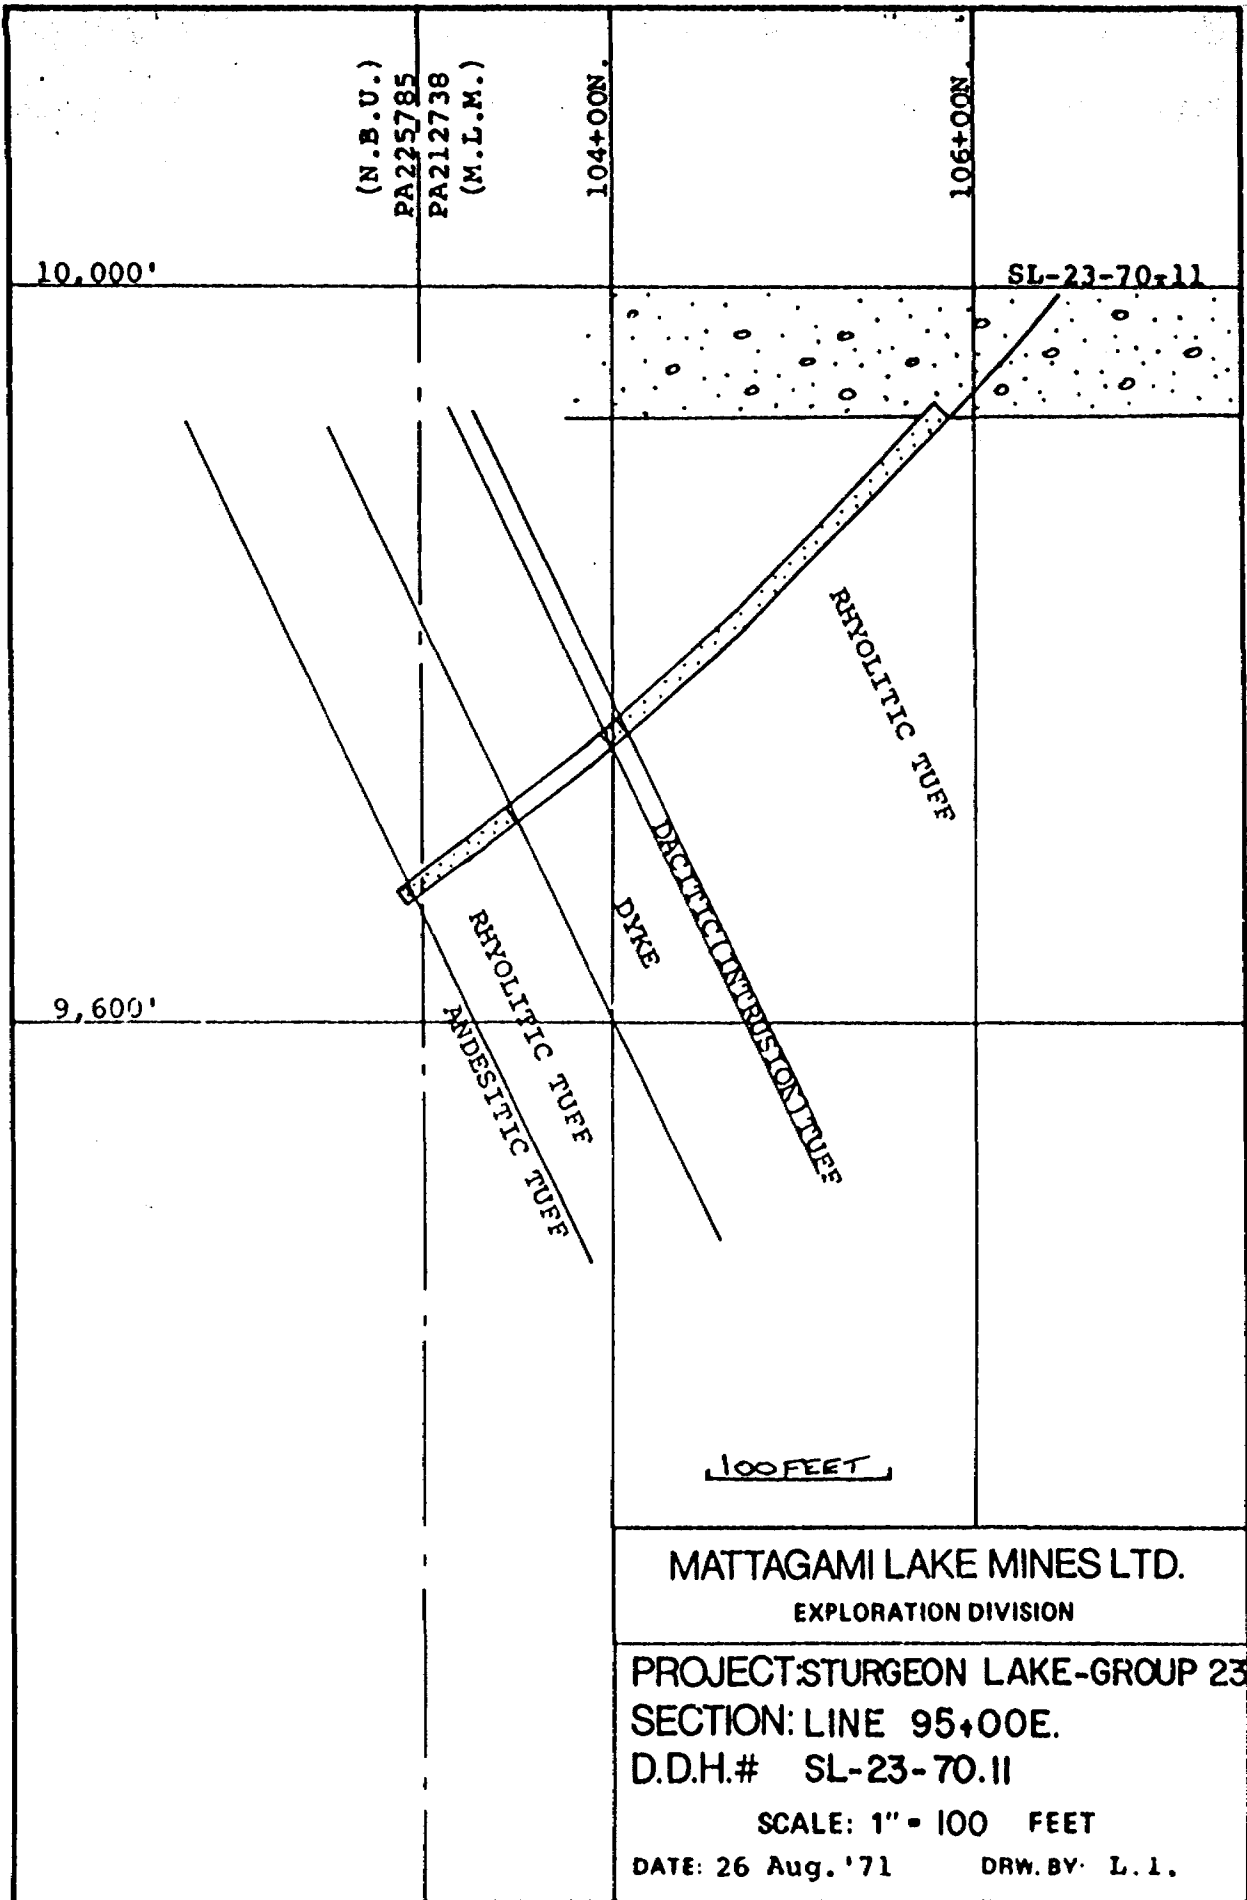 (N.B.U.)
PA225785
PA212738
(M.L.M.)
104+00N.
106+00N.
10,000'
SL-23-70-11
RHYOLITIC TUFF
DACITIC INTRUSION TUFF
DYKE
RHYOLITIC TUFF
9,600'
ANDESITIC TUFF
100 FEET
MATTAGAMI LAKE MINES LTD.
EXPLORATION DIVISION
PROJECT: STURGEON LAKE-GROUP 23
SECTION: LINE 95+00E.
D.D.H.# SL-23-70.11
SCALE: 1" = 100 FEET
DATE: 26 Aug. '71 DRW. BY. L.I.